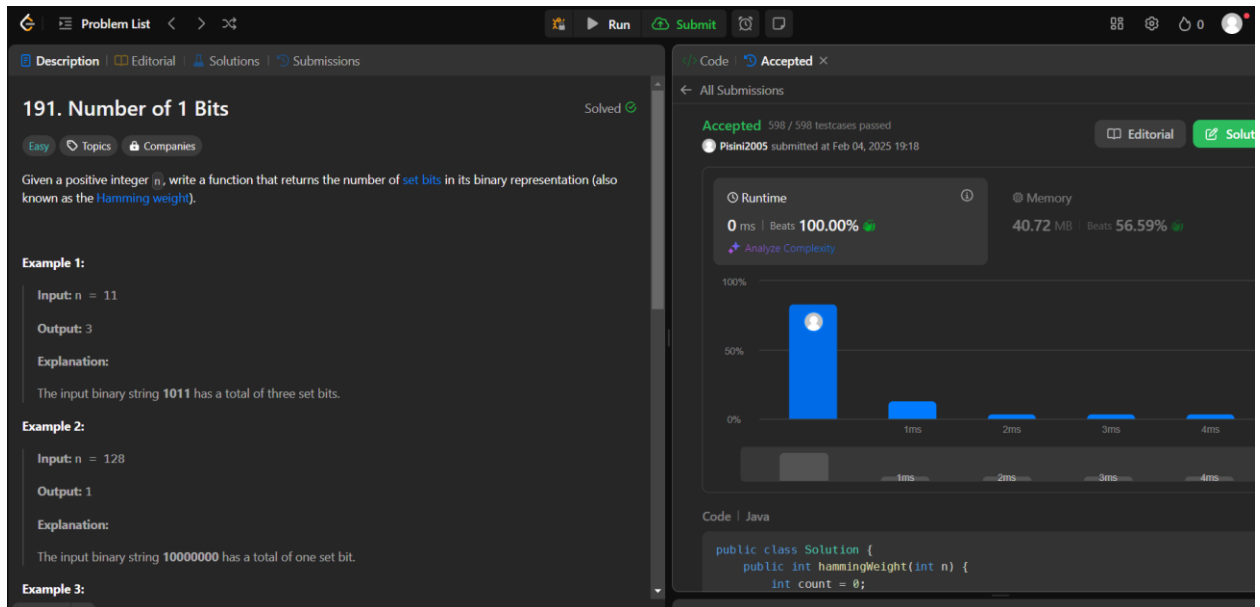 Problem List
Run
Submit
0
Description | Editorial | Solutions | Submissions
191. Number of 1 Bits
Solved
Easy
Topics
Companies
Given a positive integer n, write a function that returns the number of set bits in its binary representation (also
known as the Hamming weight).
Example 1:
Input: n = 11
Output: 3
Explanation:
The input binary string 1011 has a total of three set bits.
Example 2:
Input: n = 128
Output: 1
Explanation:
The input binary string 10000000 has a total of one set bit.
Example 3:
</> Code | Accepted ×
← All Submissions
Accepted 598 / 598 testcases passed
Pisini2005 submitted at Feb 04, 2025 19:18
Editorial
Solut
Runtime
0 ms | Beats 100.00%
Analyze Complexity
Memory
40.72 MB | Beats 56.59%
100%
50%
0%
1ms 2ms 3ms 4ms
1ms 2ms 3ms 4ms
Code | Java
public class Solution {
public int hammingWeight(int n) {
int count = 0;